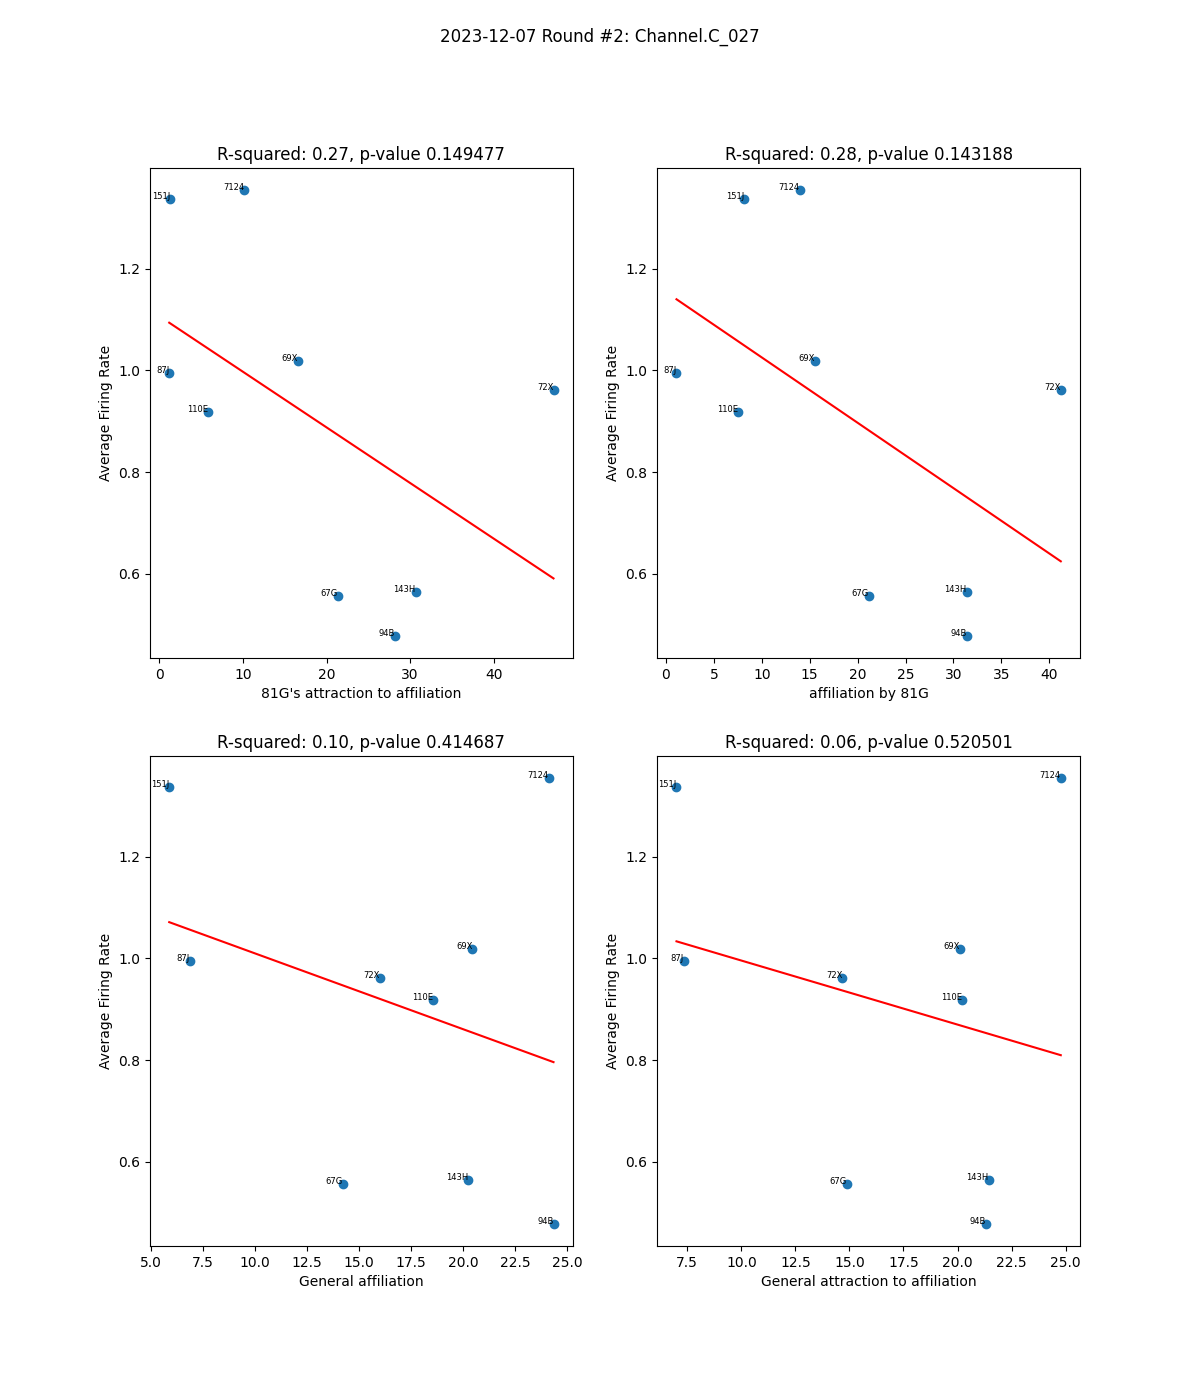 2023-12-07 Round #2: Channel.C_027
R-squared: 0.27, p-value 0.149477
Average Firing Rate
1.2
1.0
0.8
0.6
151J
7124
69X
87J
72X
110E
67G
143H
94B
0 10 20 30 40
81G's attraction to affiliation
R-squared: 0.28, p-value 0.143188
Average Firing Rate
1.2
1.0
0.8
0.6
151J
7124
69X
87J
72X
110E
67G
143H
94B
0 5 10 15 20 25 30 35 40
affiliation by 81G
R-squared: 0.10, p-value 0.414687
Average Firing Rate
1.2
1.0
0.8
0.6
151J
7124
69X
87J
72X
110E
67G
143H
94B
5.0 7.5 10.0 12.5 15.0 17.5 20.0 22.5 25.0
General affiliation
R-squared: 0.06, p-value 0.520501
Average Firing Rate
1.2
1.0
0.8
0.6
151J
7124
69X
87J
72X
110E
67G
143H
94B
7.5 10.0 12.5 15.0 17.5 20.0 22.5 25.0
General attraction to affiliation